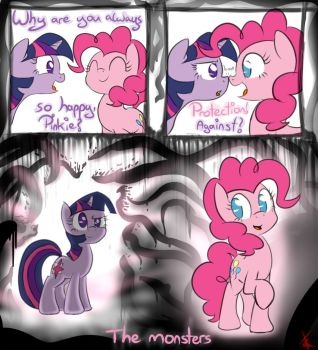 Why are you always
so happy,
Pinkie?
Protection!
Against?
The monsters